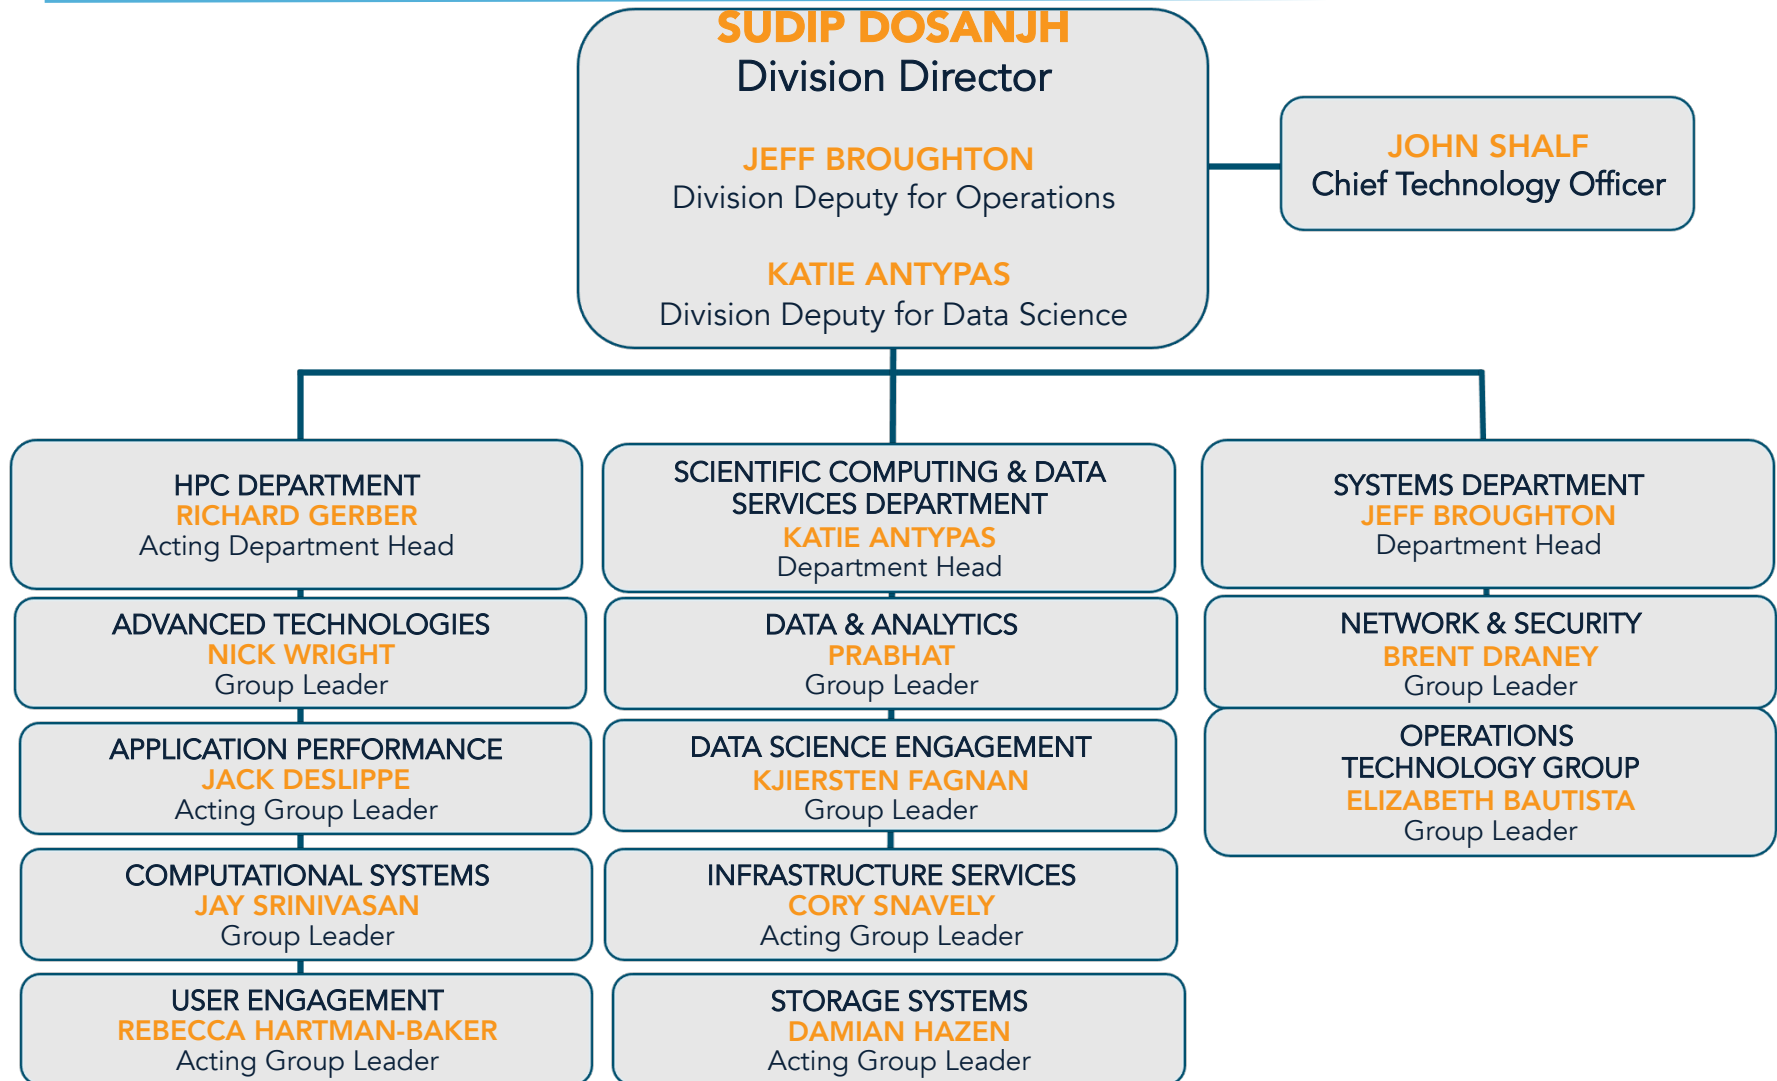 SUDIP DOSANJH
Division Director
JEFF BROUGHTON
Division Deputy for Operations
KATIE ANTYPAS
Division Deputy for Data Science
JOHN SHALF
Chief Technology Officer
HPC DEPARTMENT
RICHARD GERBER
Acting Department Head
ADVANCED TECHNOLOGIES
NICK WRIGHT
Group Leader
APPLICATION PERFORMANCE
JACK DESLIPPE
Acting Group Leader
COMPUTATIONAL SYSTEMS
JAY SRINIVASAN
Group Leader
USER ENGAGEMENT
REBECCA HARTMAN-BAKER
Acting Group Leader
SCIENTIFIC COMPUTING & DATA
SERVICES DEPARTMENT
KATIE ANTYPAS
Department Head
DATA & ANALYTICS
PRABHAT
Group Leader
DATA SCIENCE ENGAGEMENT
KJIERSTEN FAGNAN
Group Leader
INFRASTRUCTURE SERVICES
CORY SNAVELY
Acting Group Leader
STORAGE SYSTEMS
DAMIAN HAZEN
Acting Group Leader
SYSTEMS DEPARTMENT
JEFF BROUGHTON
Department Head
NETWORK & SECURITY
BRENT DRANEY
Group Leader
OPERATIONS
TECHNOLOGY GROUP
ELIZABETH BAUTISTA
Group Leader